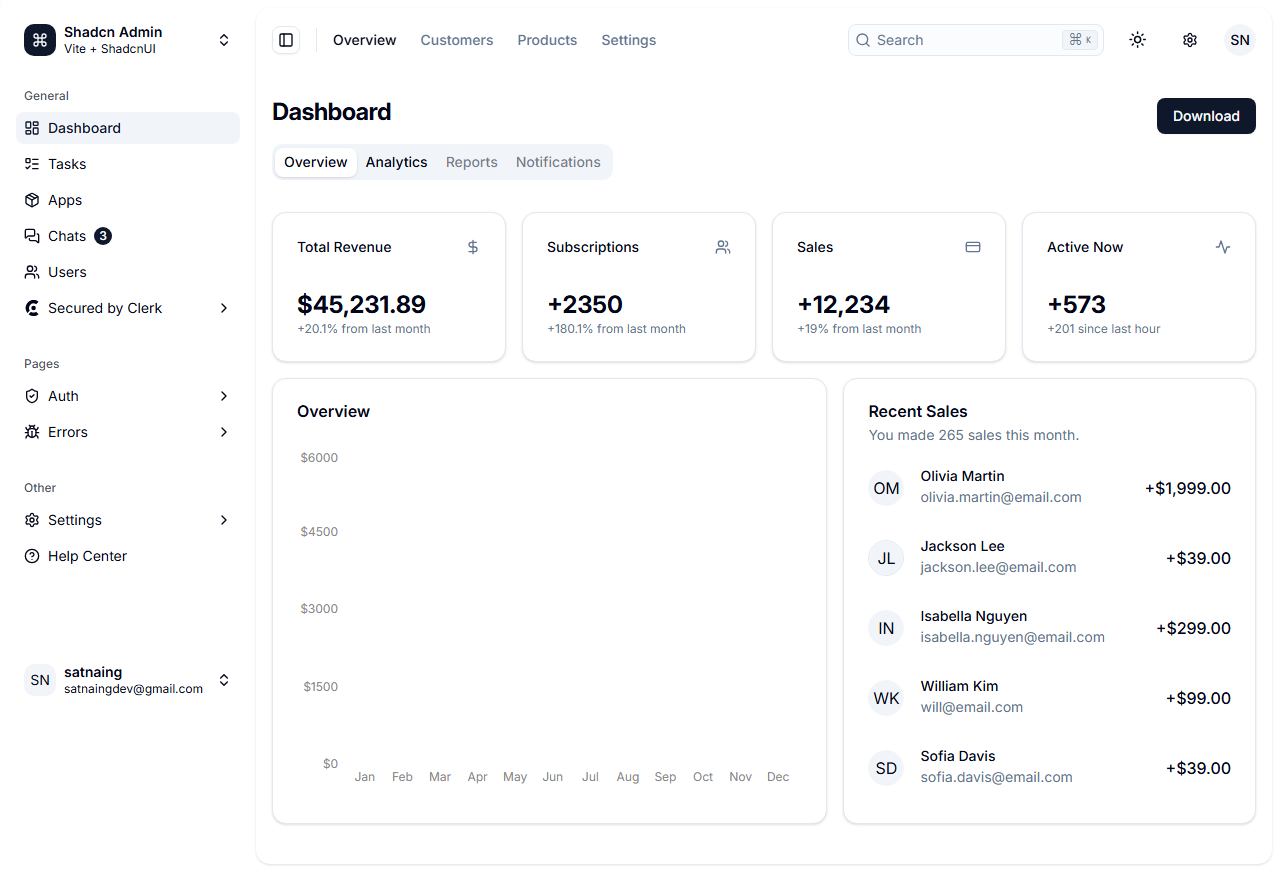 Shadcn Admin
Vite + ShadcnUI
General
Dashboard
Tasks
Apps
Chats 3
Users
Secured by Clerk
Pages
Auth
Errors
Other
Settings
Help Center
SN
satnaing
satnaingdev@gmail.com
Overview Customers Products Settings
Search ⌘ K
SN
Dashboard
Download
Overview Analytics Reports Notifications
Total Revenue $
$45,231.89
+20.1% from last month
Subscriptions
+2350
+180.1% from last month
Sales
+12,234
+19% from last month
Active Now
+573
+201 since last hour
Overview
$6000
$4500
$3000
$1500
$0
Jan Feb Mar Apr May Jun Jul Aug Sep Oct Nov Dec
Recent Sales
You made 265 sales this month.
OM
Olivia Martin
olivia.martin@email.com
+$1,999.00
JL
Jackson Lee
jackson.lee@email.com
+$39.00
IN
Isabella Nguyen
isabella.nguyen@email.com
+$299.00
WK
William Kim
will@email.com
+$99.00
SD
Sofia Davis
sofia.davis@email.com
+$39.00